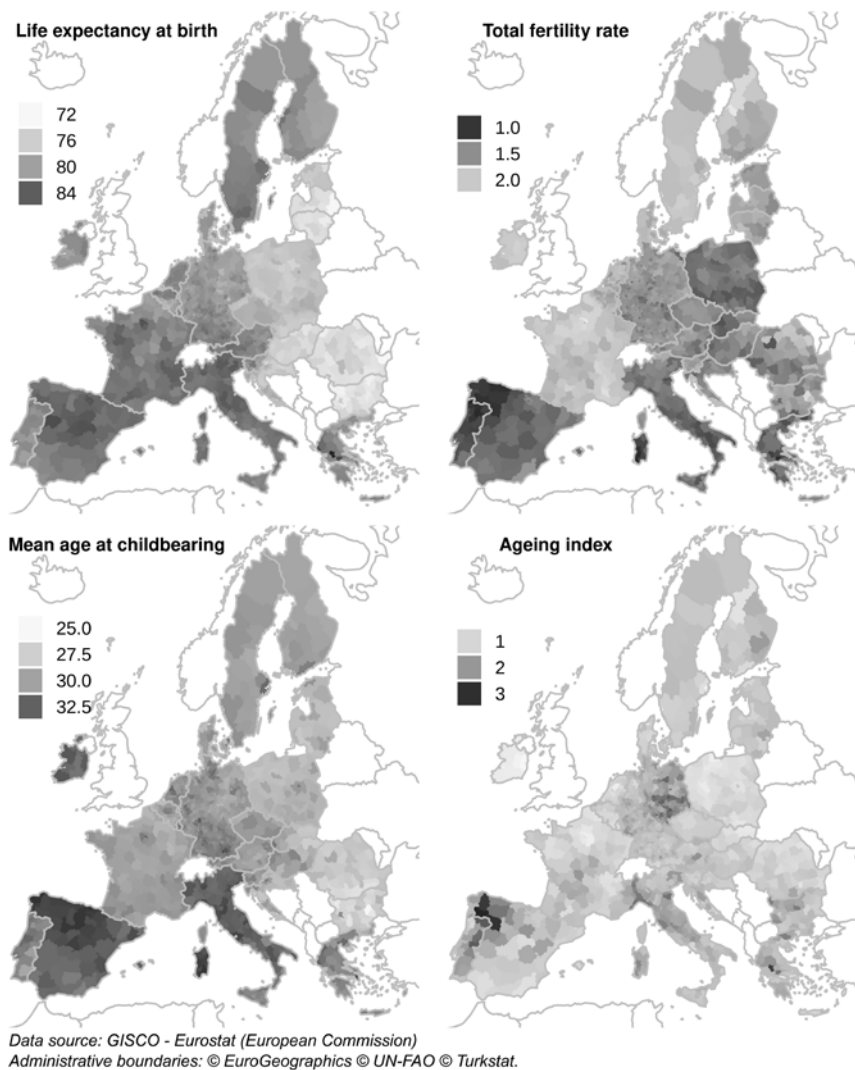 Life expectancy at birth
72
76
80
84
Total fertility rate
1.0
1.5
2.0
Mean age at childbearing
25.0
27.5
30.0
32.5
Ageing index
1
2
3
Data source: GISCO - Eurostat (European Commission)
Administrative boundaries: © EuroGeographics © UN-FAO © Turkstat.